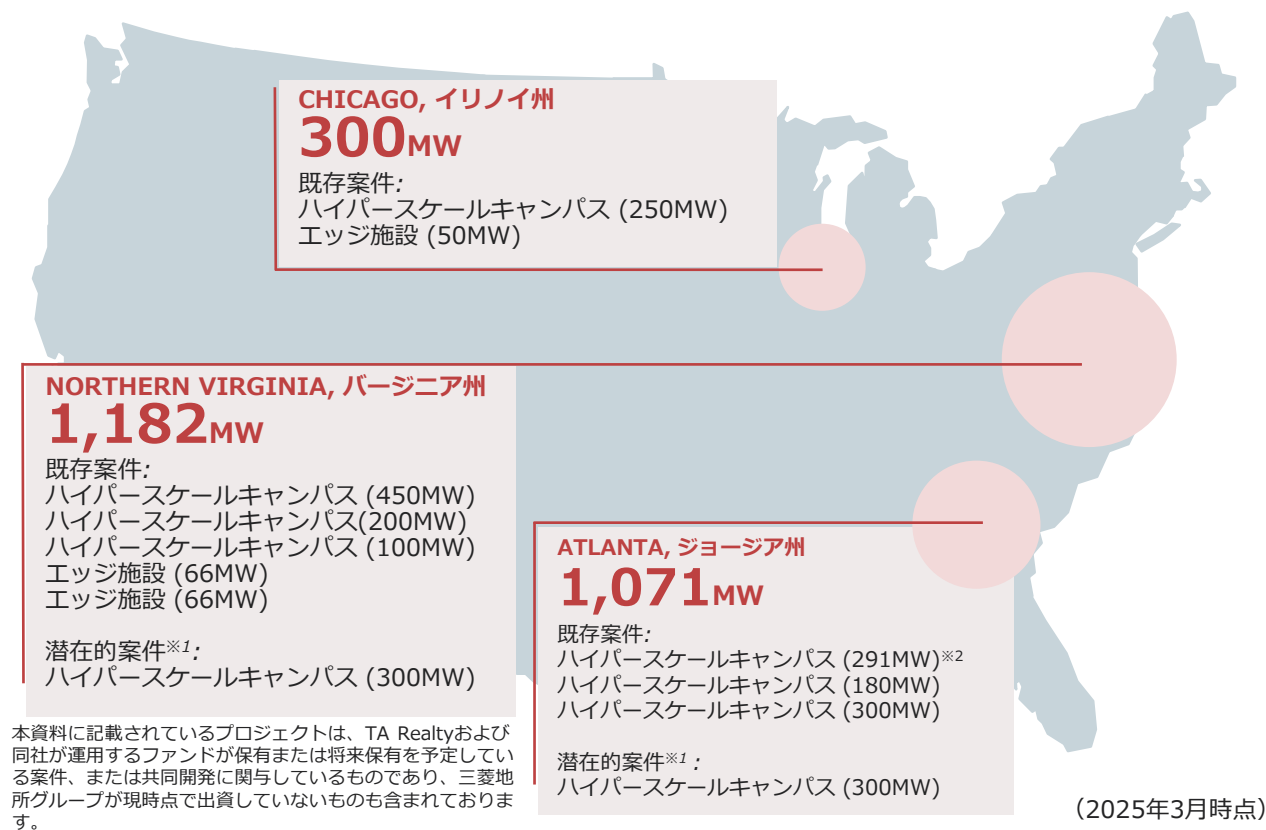 CHICAGO, イリノイ州
300MW
既存案件:
ハイパースケールキャンパス (250MW)
エッジ施設 (50MW)
NORTHERN VIRGINIA, バージニア州
1,182MW
既存案件:
ハイパースケールキャンパス (450MW)
ハイパースケールキャンパス(200MW)
ハイパースケールキャンパス (100MW)
エッジ施設 (66MW)
エッジ施設 (66MW)
潜在的案件※1:
ハイパースケールキャンパス (300MW)
ATLANTA, ジョージア州
1,071MW
既存案件:
ハイパースケールキャンパス (291MW)※2
ハイパースケールキャンパス (180MW)
ハイパースケールキャンパス (300MW)
潜在的案件※1 :
ハイパースケールキャンパス (300MW)
本資料に記載されているプロジェクトは、TA Realtyおよび
同社が運用するファンドが保有または将来保有を予定してい
る案件、または共同開発に関与しているものであり、三菱地
所グループが現時点で出資していないものも含まれておりま
す。
（2025年3月時点）